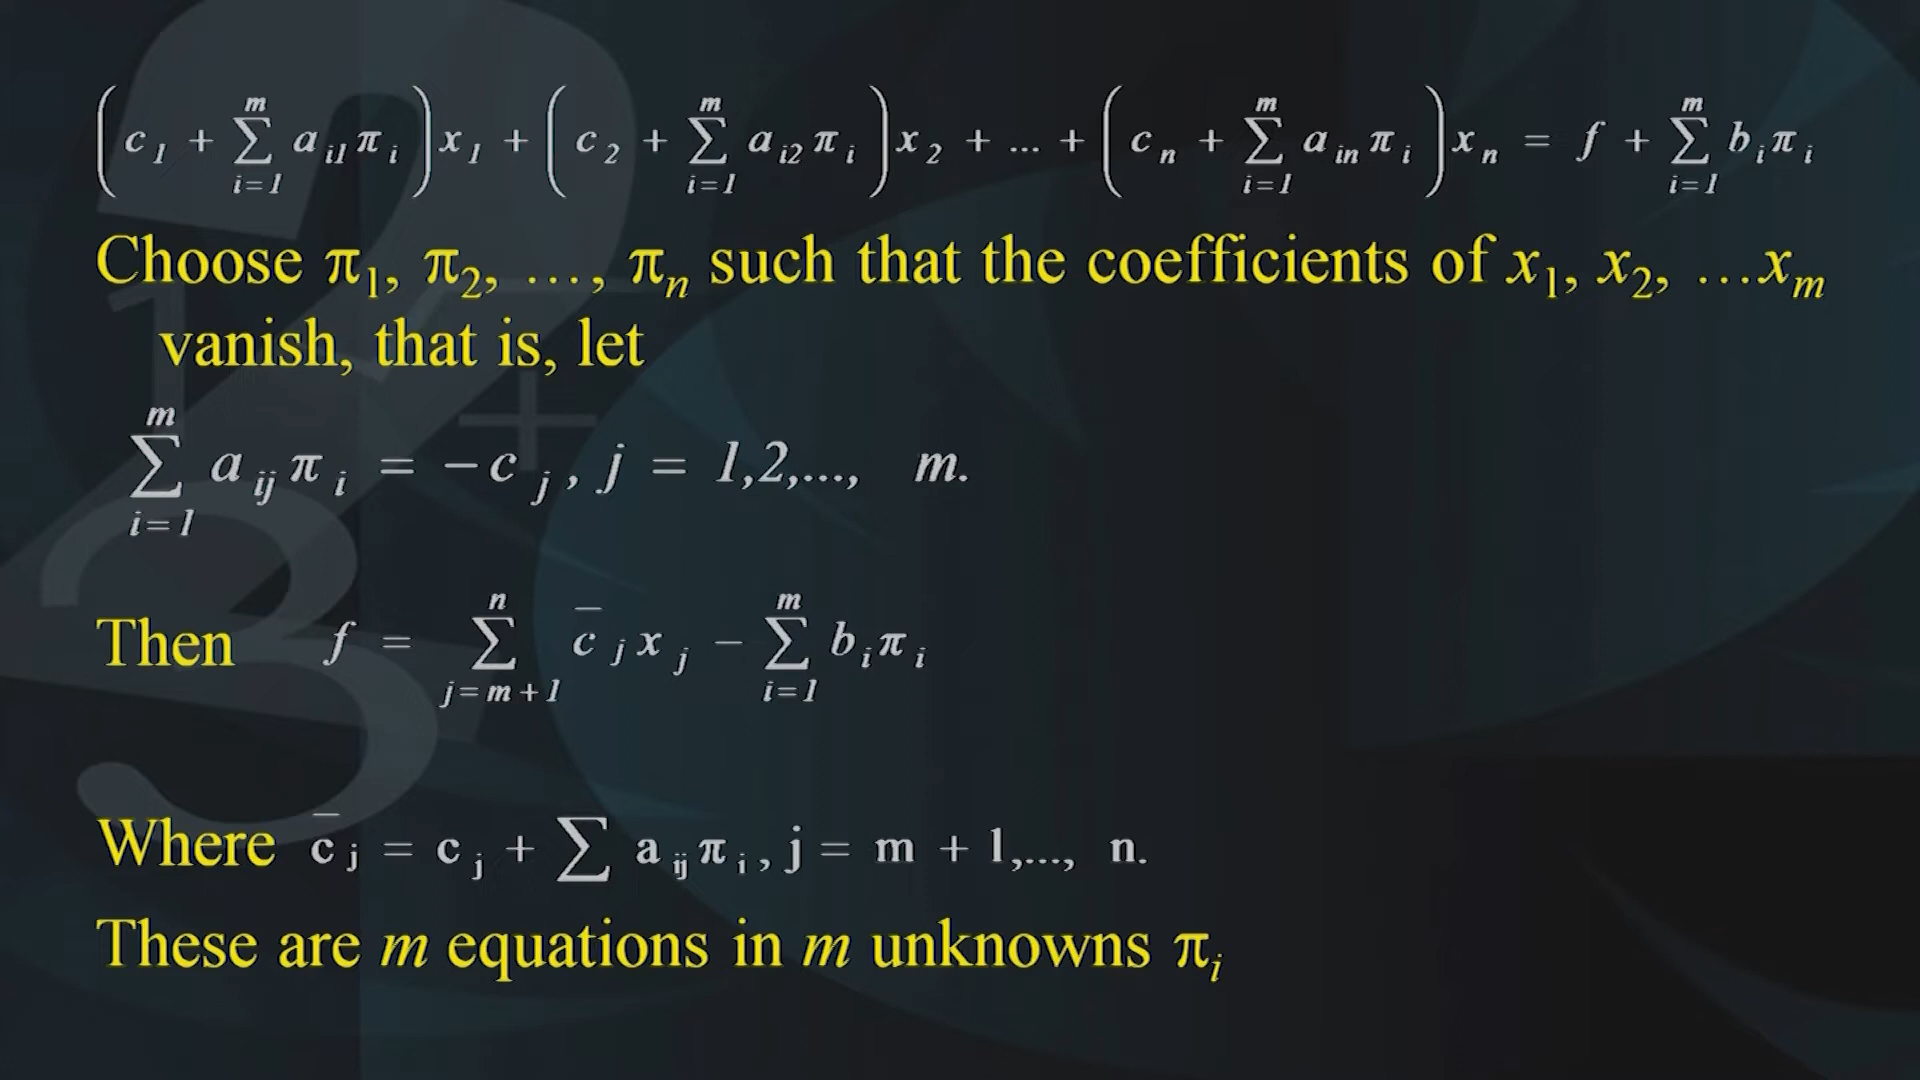 (c₁ + ∑ᵢ₌₁ᵐ aᵢ₁πᵢ)x₁ + (c₂ + ∑ᵢ₌₁ᵐ aᵢ₂πᵢ)x₂ + ... + (cₙ + ∑ᵢ₌₁ᵐ aᵢₙπᵢ)xₙ = f + ∑ᵢ₌₁ᵐ bᵢπᵢ
Choose π₁, π₂, …, πₙ such that the coefficients of x₁, x₂, …xₘ
vanish, that is, let
∑ᵢ₌₁ᵐ aᵢⱼπᵢ = −cⱼ, j = 1,2,..., m.
Then f = ∑ⱼ₌ₘ₊₁ⁿ c̄ⱼxⱼ − ∑ᵢ₌₁ᵐ bᵢπᵢ
Where c̄ⱼ = cⱼ + ∑ aᵢⱼπᵢ, j = m + 1,..., n.
These are m equations in m unknowns πᵢ